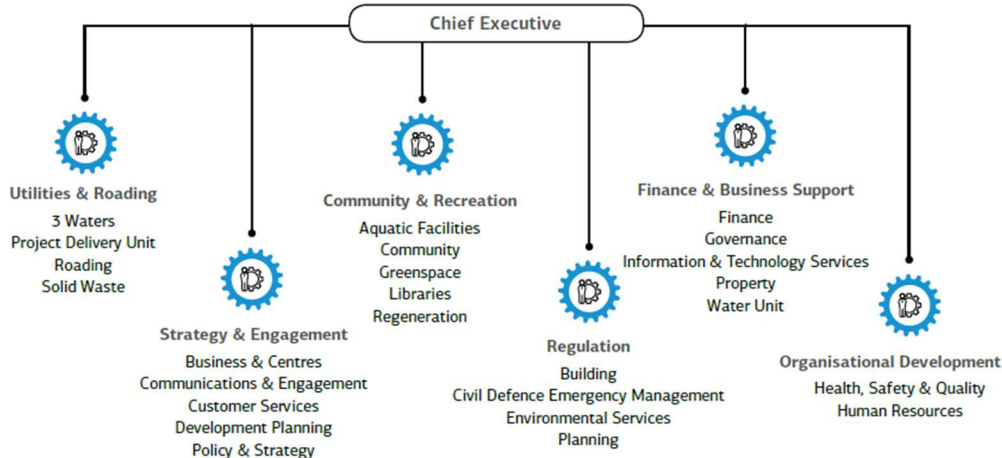 Chief Executive
Utilities & Roading
3 Waters
Project Delivery Unit
Roading
Solid Waste
Strategy & Engagement
Business & Centres
Communications & Engagement
Customer Services
Development Planning
Policy & Strategy
Community & Recreation
Aquatic Facilities
Community
Greenspace
Libraries
Regeneration
Regulation
Building
Civil Defence Emergency Management
Environmental Services
Planning
Finance & Business Support
Finance
Governance
Information & Technology Services
Property
Water Unit
Organisational Development
Health, Safety & Quality
Human Resources